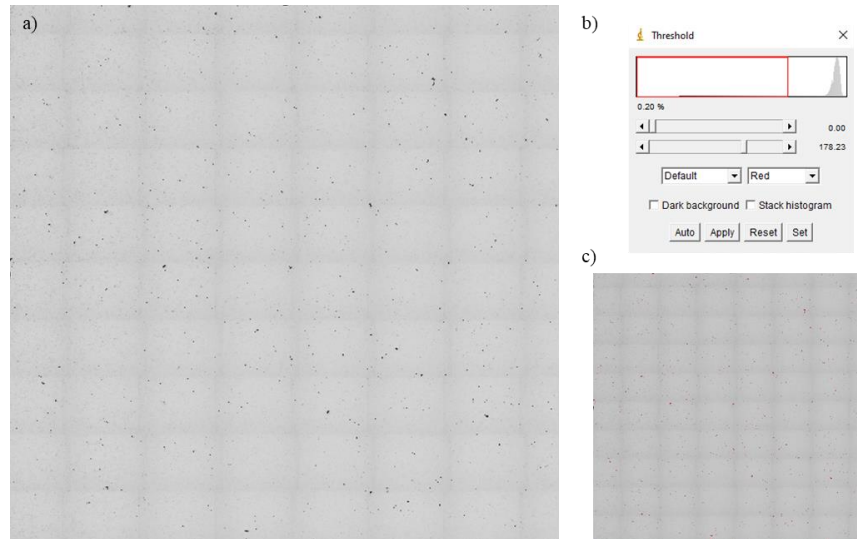 a)
b)
Threshold
0.20 %
0.00
178.23
Default Red
Dark background Stack histogram
Auto Apply Reset Set
c)